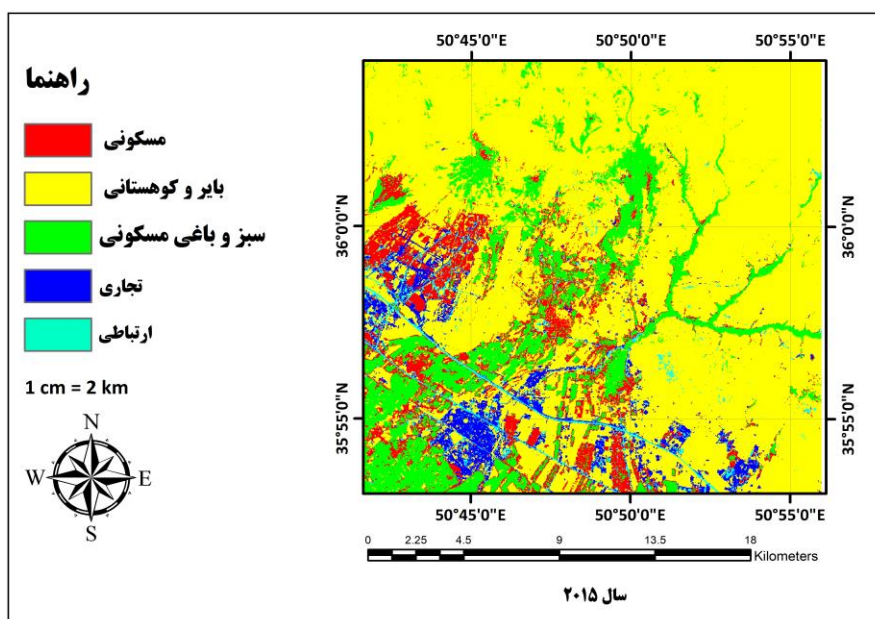 راهنما
مسکونی
بایر و کوهستانی
سبز و باغی مسکونی
تجاری
ارتباطی
1 cm = 2 km
N
W E
S
50°45'0"E 50°50'0"E 50°55'0"E
36°0'0"N 36°0'0"N
35°55'0"N 35°55'0"N
50°45'0"E 50°50'0"E 50°55'0"E
0 2.25 4.5 9 13.5 18
Kilometers
سال ۲۰۱۵